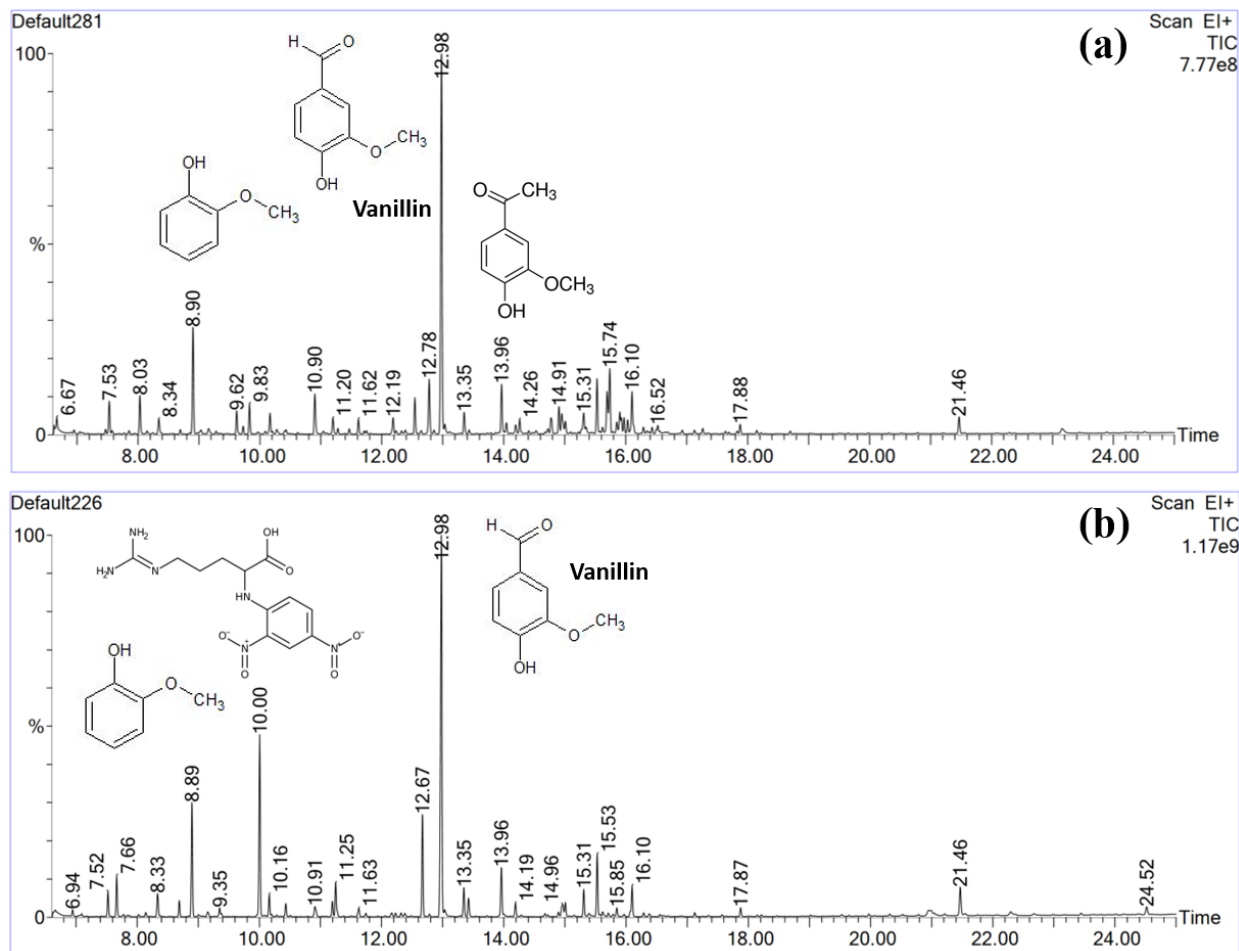 Default281
Scan EI+
TIC
7.77e8
(a)
100
%
0
12.98
H
O
O
CH3
OH
Vanillin
OH
O
CH3
O
CH3
OCH3
OH
6.67
7.53
8.03
8.34
8.90
9.62
9.83
10.90
11.20
11.62
12.19
12.78
13.35
13.96
14.26
14.91
15.31
15.74
16.10
16.52
17.88
21.46
Time
8.00 10.00 12.00 14.00 16.00 18.00 20.00 22.00 24.00
Default226
Scan EI+
TIC
1.17e9
(b)
100
%
0
12.98
NH2
H2N
N
OH
O
HN
O-
N+
O
N+
O-
O
OH
O
CH3
H
O
O
CH3
OH
Vanillin
6.94
7.52
7.66
8.33
8.89
9.35
10.00
10.16
10.91
11.25
11.63
12.67
13.35
13.96
14.19
14.96
15.31
15.53
15.85
16.10
17.87
21.46
24.52
Time
8.00 10.00 12.00 14.00 16.00 18.00 20.00 22.00 24.00